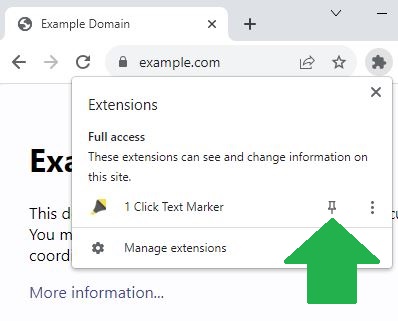 Example Domain
example.com
Extensions
Full access
These extensions can see and change information on
this site.
1 Click Text Marker
Manage extensions
Exa
This d
You m
coordi
More information...